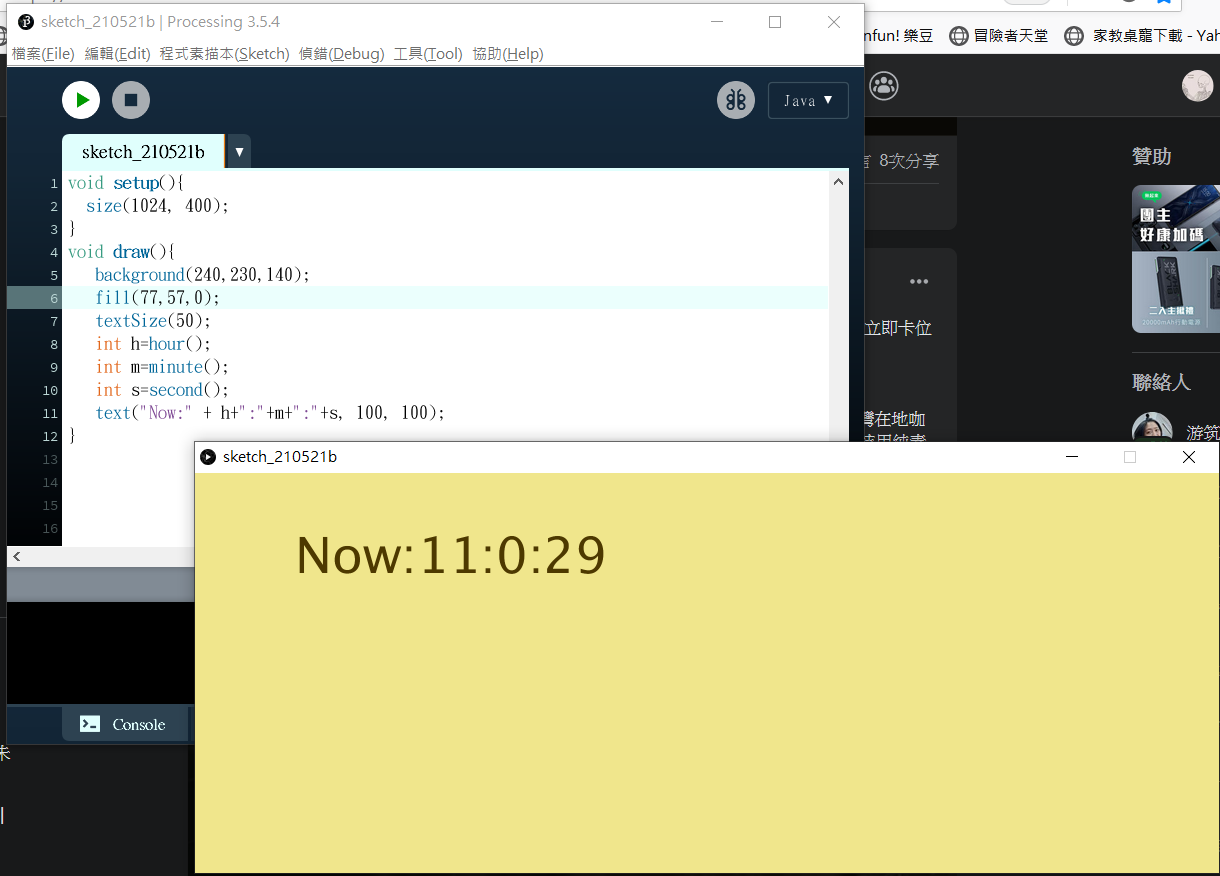 sketch_210521b | Processing 3.5.4
檔案(File) 編輯(Edit) 程式素描本(Sketch) 偵錯(Debug) 工具(Tool) 協助(Help)
Java ▼
sketch_210521b ▼
1 void setup(){
2 size(1024, 400);
3 }
4 void draw(){
5 background(240,230,140);
6 fill(77,57,0);
7 textSize(50);
8 int h=hour();
9 int m=minute();
10 int s=second();
11 text("Now:" + h+":"+m+":"+s, 100, 100);
12 }
13
14
15
16
Console
sketch_210521b
Now:11:0:29
nfun! 樂豆 冒險者天堂 家教桌寵下載 - Yah
8次分享
立即卡位
灣在地咖
贊助
團主
好康加碼
二入主揪禮
20000mAh行動電源
聯絡人
游筑